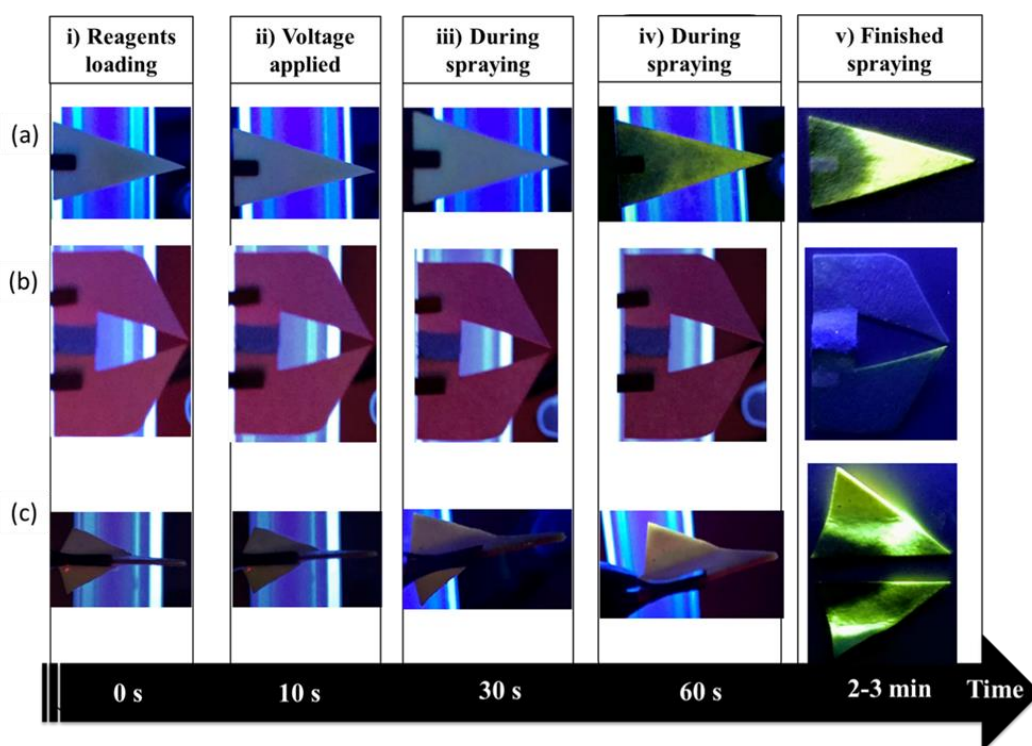 i) Reagents
loading
ii) Voltage
applied
iii) During
spraying
iv) During
spraying
v) Finished
spraying
(a)
(b)
(c)
0 s
10 s
30 s
60 s
2-3 min
Time